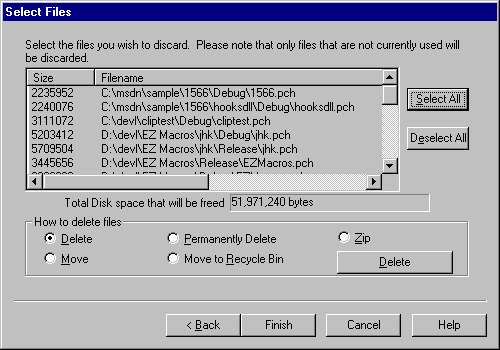 Select Files
Select the files you wish to discard. Please note that only files that are not currently used will
be discarded.
Size Filename
2235952 C:\msdn\sample\1566\Debug\1566.pch
2240076 C:\msdn\sample\1566\hooksdll\Debug\hooksdll.pch
3111072 C:\devl\cliptest\Debug\cliptest.pch
5203412 D:\devl\EZ Macros\jhk\Debug\jhk.pch
5709504 D:\devl\EZ Macros\jhk\Release\jhk.pch
3445656 D:\devl\EZ Macros\Release\EZMacros.pch
Select All
Deselect All
Total Disk space that will be freed 51,971,240 bytes
How to delete files
Delete Permanently Delete Zip
Move Move to Recycle Bin Delete
< Back Finish Cancel Help